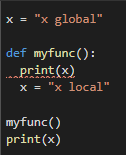 x = "x global"
def myfunc():
  print(x)
  x = "x local"
myfunc()
print(x)